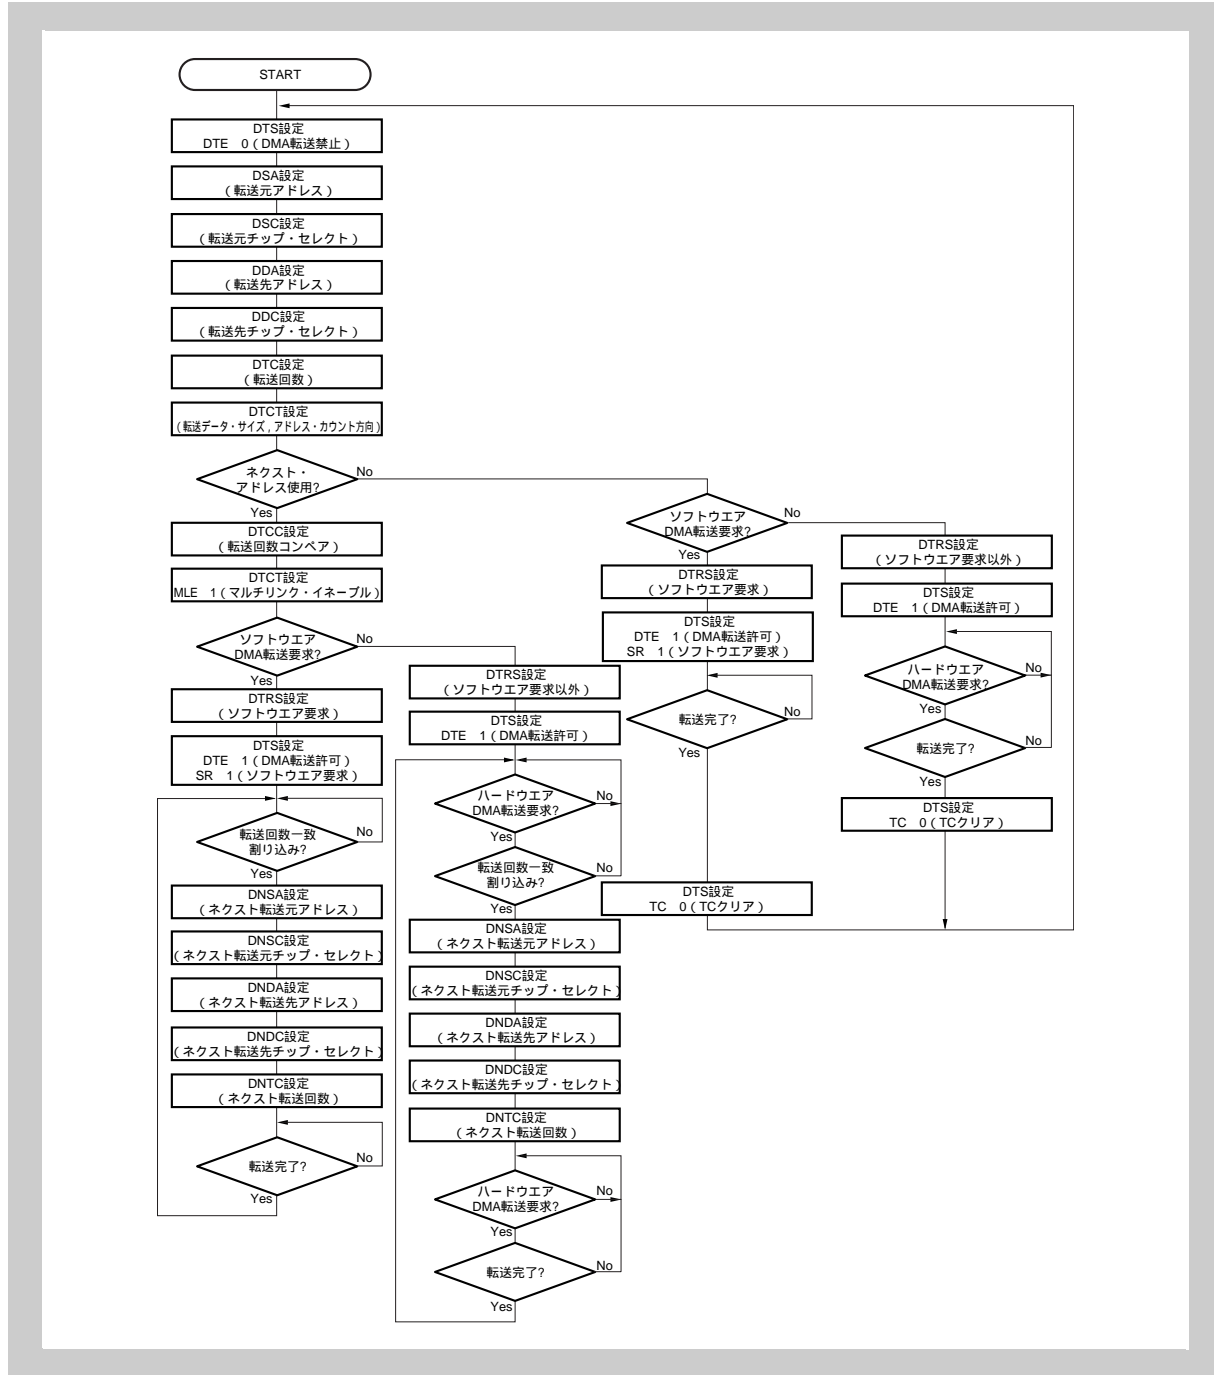 START
DTS設定
DTE 0(DMA転送禁止)
DSA設定
(転送元アドレス)
DSC設定
(転送元チップ・セレクト)
DDA設定
(転送先アドレス)
DDC設定
(転送先チップ・セレクト)
DTC設定
(転送回数)
DTCT設定
(転送データ・サイズ,アドレス・カウント方向)
ネクスト・
アドレス使用?
No
Yes
DTCC設定
(転送回数コンペア)
DTCT設定
MLE 1(マルチリンク・イネーブル)
ソフトウエア
DMA転送要求?
No
Yes
DTRS設定
(ソフトウエア要求)
DTS設定
DTE 1(DMA転送許可)
SR 1(ソフトウエア要求)
転送回数一致
割り込み?
No
Yes
DNSA設定
(ネクスト転送元アドレス)
DNSC設定
(ネクスト転送元チップ・セレクト)
DNDA設定
(ネクスト転送先アドレス)
DNDC設定
(ネクスト転送先チップ・セレクト)
DNTC設定
(ネクスト転送回数)
転送完了?
No
Yes
DTRS設定
(ソフトウエア要求以外)
DTS設定
DTE 1(DMA転送許可)
ハードウエア
DMA転送要求?
No
Yes
転送回数一致
割り込み?
No
Yes
DNSA設定
(ネクスト転送元アドレス)
DNSC設定
(ネクスト転送元チップ・セレクト)
DNDA設定
(ネクスト転送先アドレス)
DNDC設定
(ネクスト転送先チップ・セレクト)
DNTC設定
(ネクスト転送回数)
ハードウエア
DMA転送要求?
No
Yes
転送完了?
No
Yes
ソフトウエア
DMA転送要求?
No
Yes
DTRS設定
(ソフトウエア要求)
DTS設定
DTE 1(DMA転送許可)
SR 1(ソフトウエア要求)
転送完了?
No
Yes
DTS設定
TC 0(TCクリア)
DTRS設定
(ソフトウエア要求以外)
DTS設定
DTE 1(DMA転送許可)
ハードウエア
DMA転送要求?
No
Yes
転送完了?
No
Yes
DTS設定
TC 0(TCクリア)